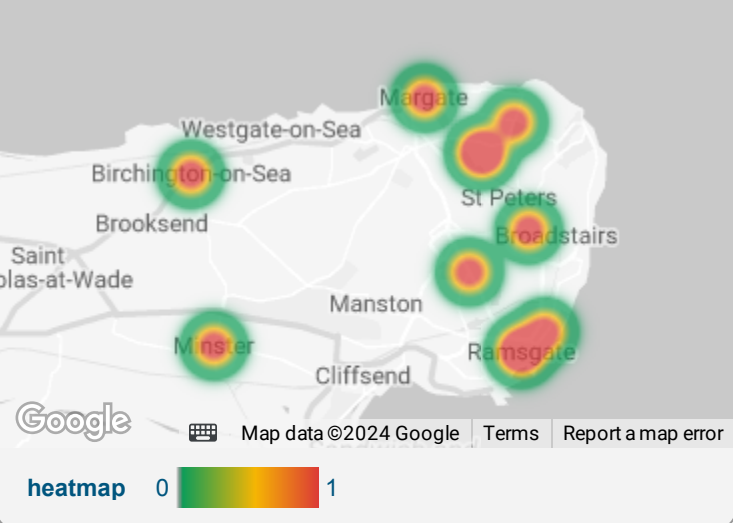 Margate
Westgate-on-Sea
Birchington-on-Sea
St Peters
Brooksend
Broadstairs
Saint
olas-at-Wade
Manston
Minster
Ramsgate
Cliffsend
Google
Map data ©2024 Google
Terms
Report a map error
heatmap 0 1